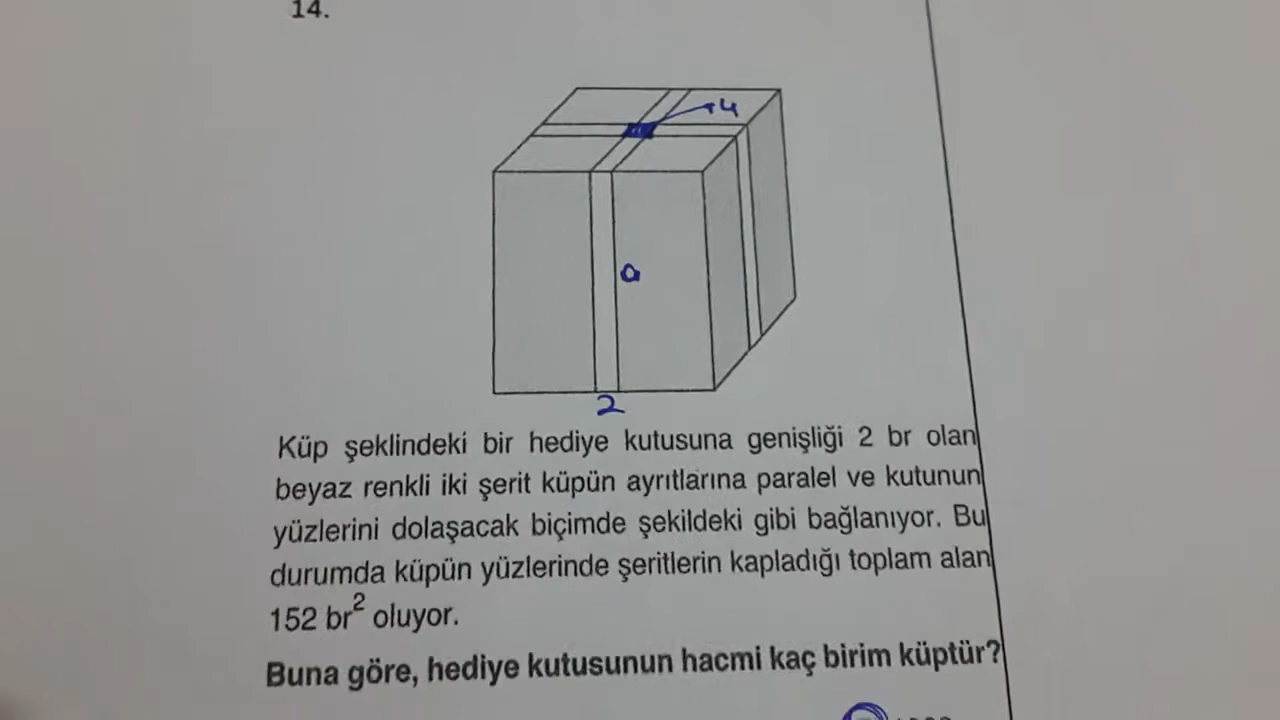 14.
4
a
2
Küp şeklindeki bir hediye kutusuna genişliği 2 br olan
beyaz renkli iki şerit küpün ayrıtlarına paralel ve kutunun
yüzlerini dolaşacak biçimde şekildeki gibi bağlanıyor. Bu
durumda küpün yüzlerinde şeritlerin kapladığı toplam alan
152 br² oluyor.
Buna göre, hediye kutusunun hacmi kaç birim küptür?